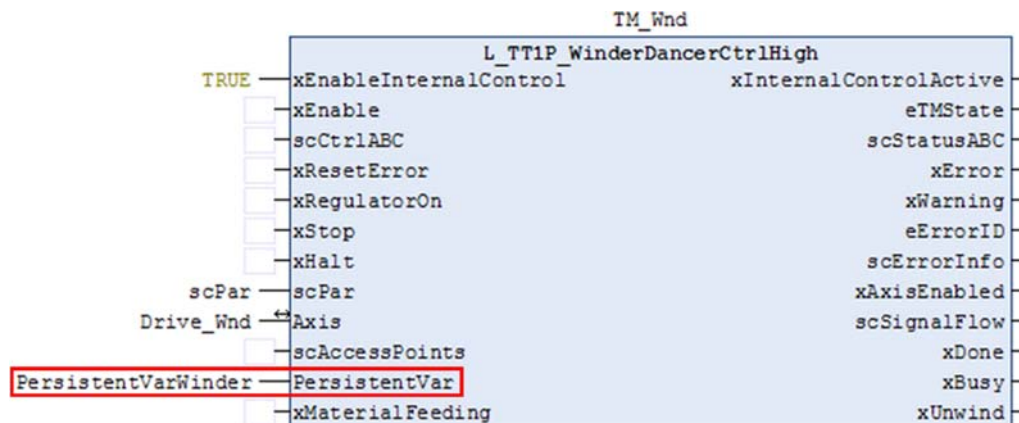 TM_Wnd
L_TT1P_WinderDancerCtrlHigh
TRUE xEnableInternalControl xInternalControlActive
xEnable eTMState
scCtrlABC scStatusABC
xResetError xError
xRegulatorOn xWarning
xStop eErrorID
xHalt scErrorInfo
scPar scPar xAxisEnabled
Drive_Wnd Axis scSignalFlow
scAccessPoints xDone
PersistentVarWinder PersistentVar xBusy
xMaterialFeeding xUnwind